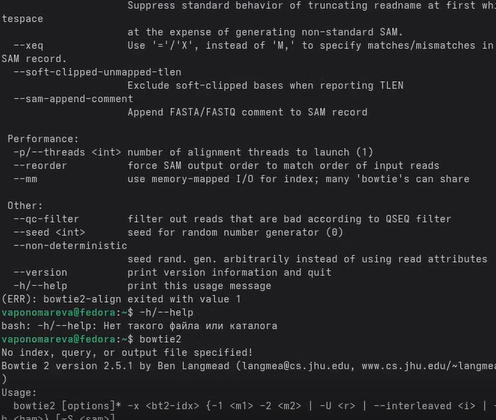 Suppress standard behavior of truncating readname at first whi
tespace
at the expense of generating non-standard SAM.
--xeq Use '='/'X', instead of 'M,' to specify matches/mismatches in
SAM record.
--soft-clipped-unmapped-tlen
Exclude soft-clipped bases when reporting TLEN
--sam-append-comment
Append FASTA/FASTQ comment to SAM record
Performance:
-p/--threads <int> number of alignment threads to launch (1)
--reorder force SAM output order to match order of input reads
--mm use memory-mapped I/O for index; many 'bowtie's can share
Other:
--qc-filter filter out reads that are bad according to QSEQ filter
--seed <int> seed for random number generator (0)
--non-deterministic
seed rand. gen. arbitrarily instead of using read attributes
--version print version information and quit
-h/--help print this usage message
(ERR): bowtie2-align exited with value 1
vaponomareva@fedora:~$ -h/--help
bash: -h/--help: Нет такого файла или каталога
vaponomareva@fedora:~$ bowtie2
No index, query, or output file specified!
Bowtie 2 version 2.5.1 by Ben Langmead (langmea@cs.jhu.edu, www.cs.jhu.edu/~langmea
)
Usage:
bowtie2 [options]* -x <bt2-idx> {-1 <m1> -2 <m2> | -U <r> | --interleaved <i> |
b <bam>} [-S <sam>]